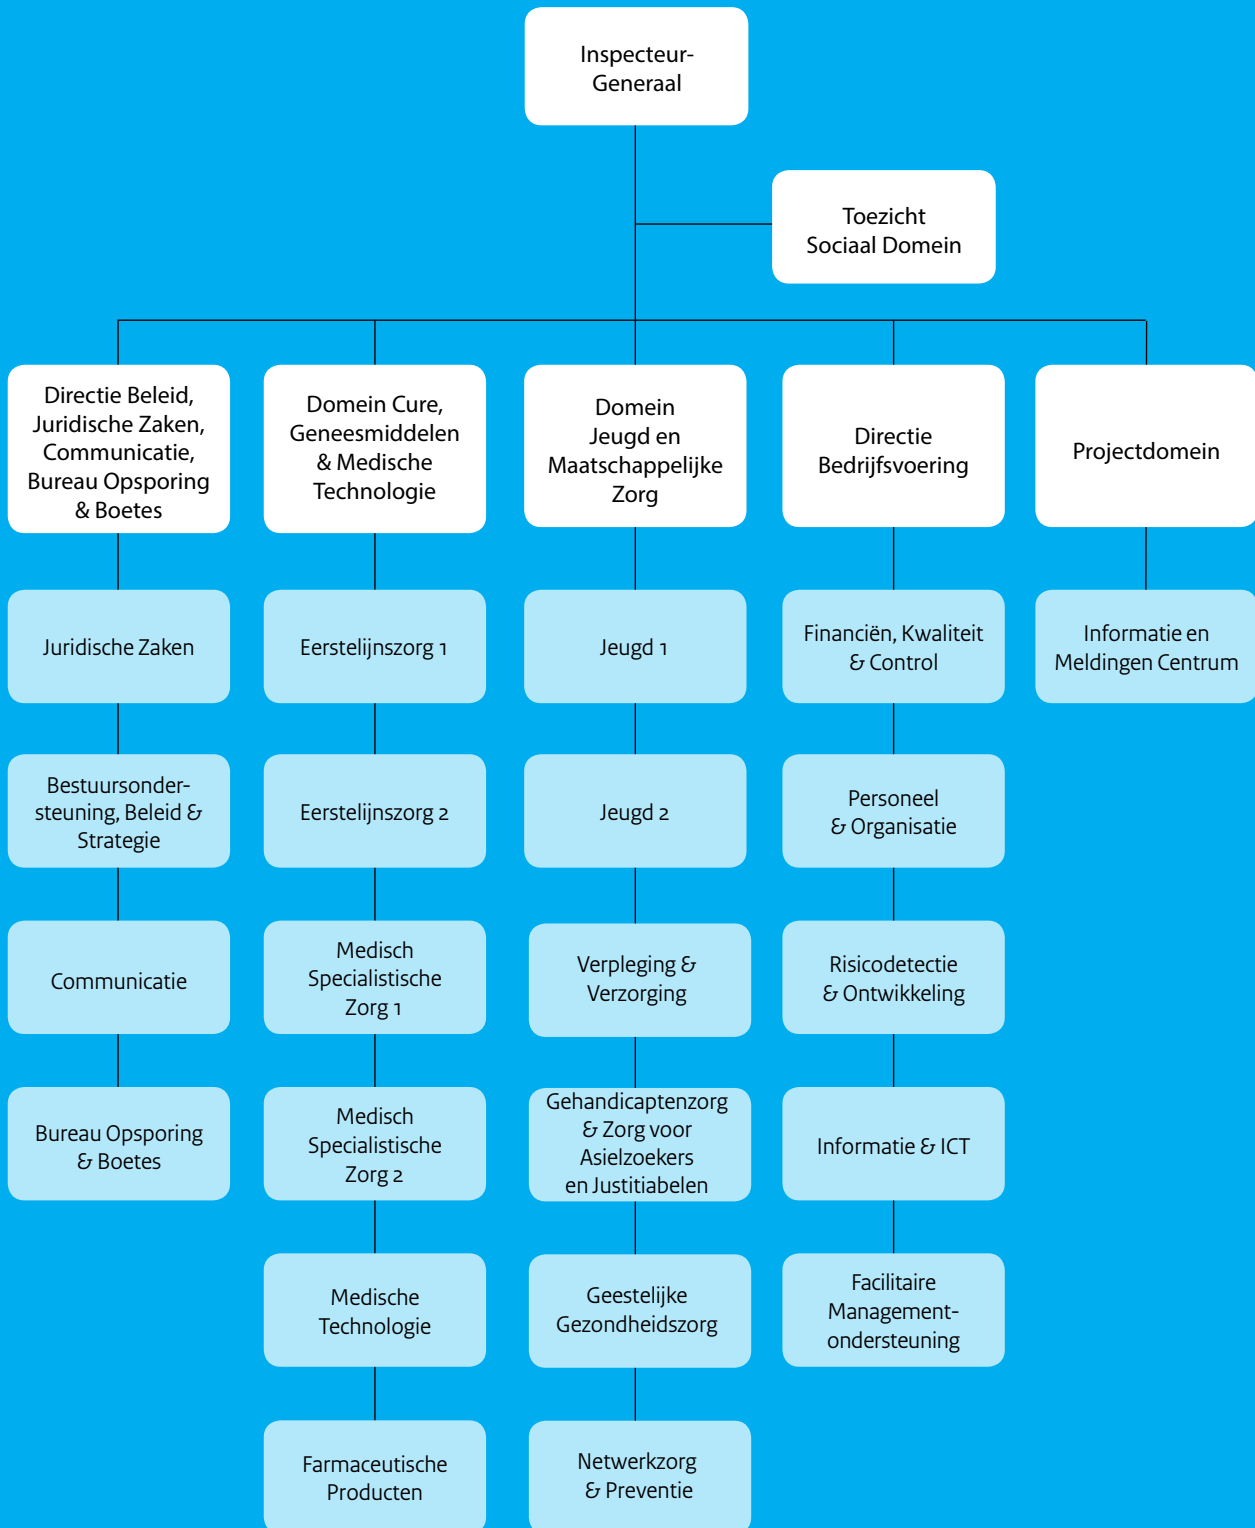 Inspecteur-
Generaal
Toezicht
Sociaal Domein
Directie Beleid,
Juridische Zaken,
Communicatie,
Bureau Opsporing
& Boetes
Domein Cure,
Geneesmiddelen
& Medische
Technologie
Domein
Jeugd en
Maatschappelijke
Zorg
Directie
Bedrijfsvoering
Projectdomein
Juridische Zaken
Eerstelijnszorg 1
Jeugd 1
Financiën, Kwaliteit
& Control
Informatie en
Meldingen Centrum
Bestuursonder-
steuning, Beleid &
Strategie
Eerstelijnszorg 2
Jeugd 2
Personeel
& Organisatie
Communicatie
Medisch
Specialistische
Zorg 1
Verpleging &
Verzorging
Risicodetectie
& Ontwikkeling
Bureau Opsporing
& Boetes
Medisch
Specialistische
Zorg 2
Gehandicaptenzorg
& Zorg voor
Asielzoekers
en Justitiabelen
Informatie & ICT
Medische
Technologie
Geestelijke
Gezondheidszorg
Facilitaire
Management-
ondersteuning
Farmaceutische
Producten
Netwerkzorg
& Preventie